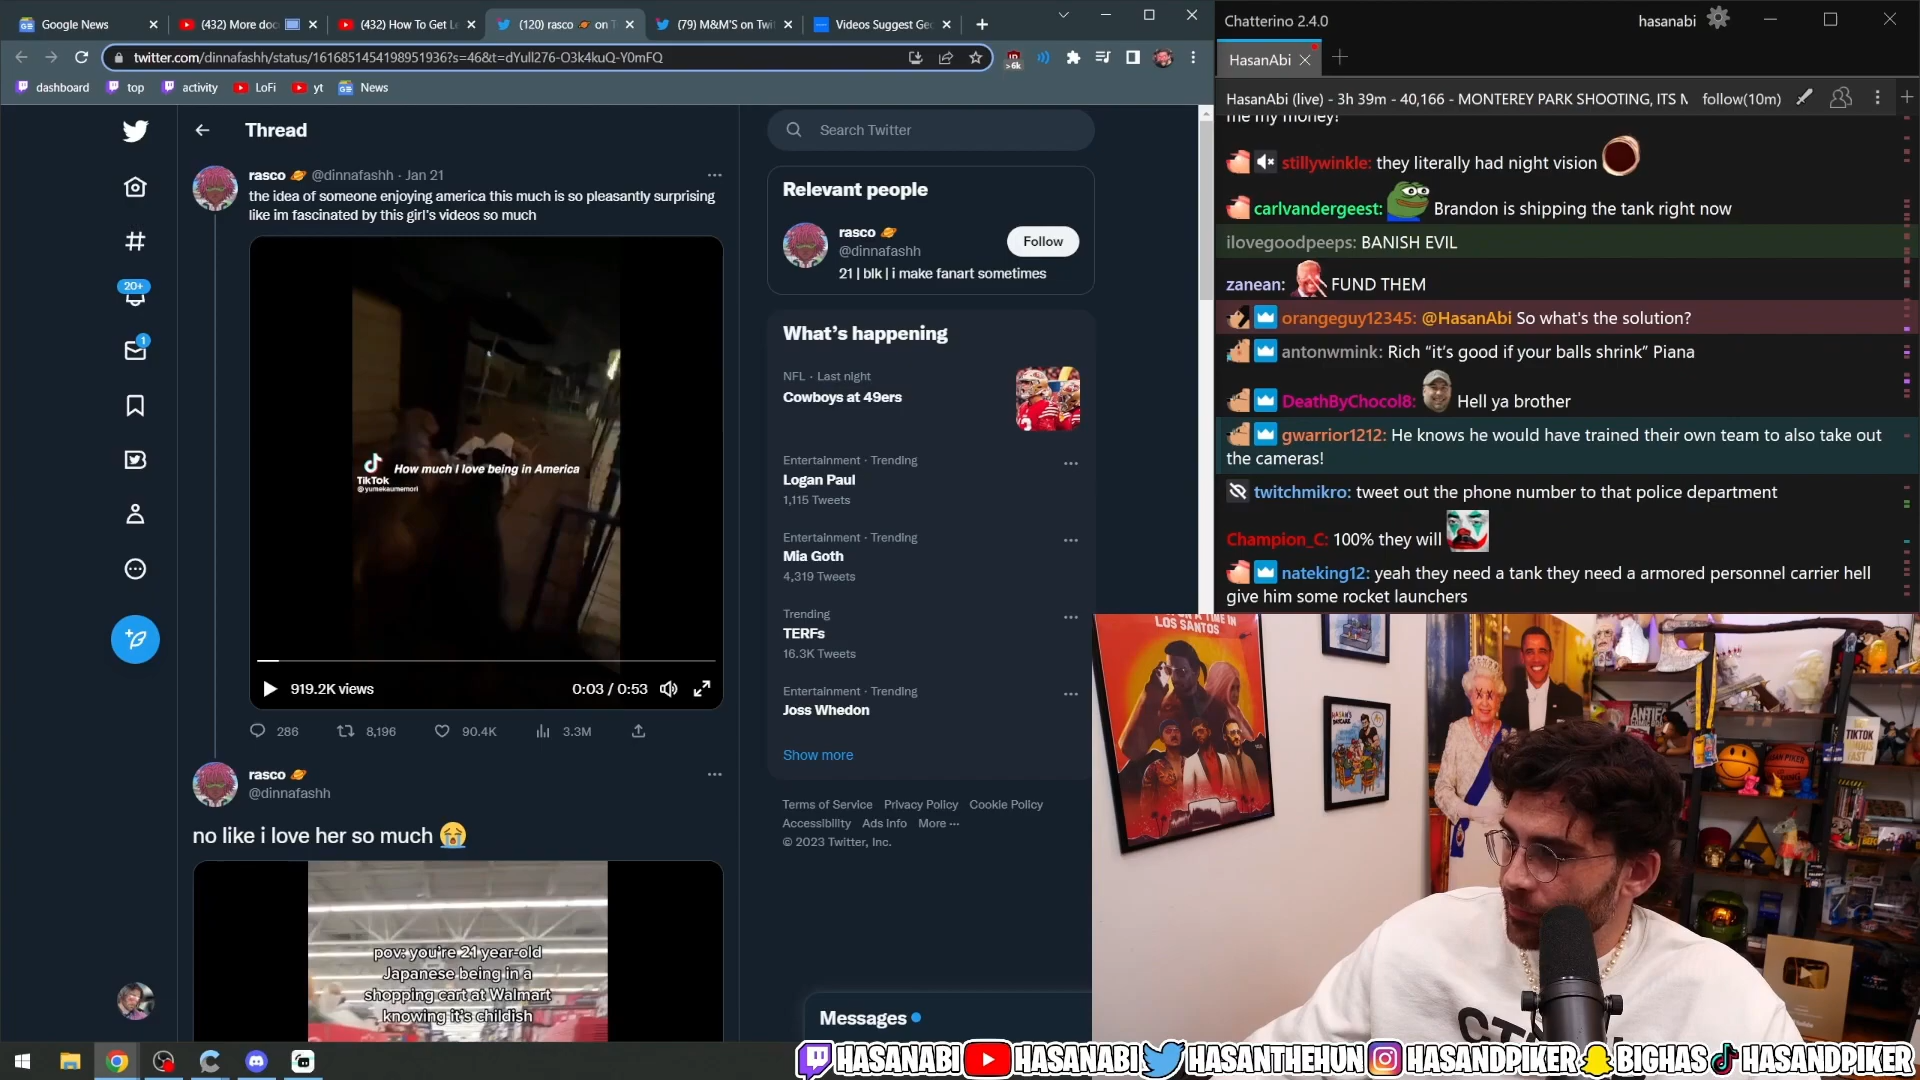 Google News
(432) More doc
(432) How To Get L
(120) rasco on T
(79) M&M'S on Twi
Videos Suggest Ge
twitter.com/dinnafashh/status/1616851454198951936?s=46&t=dYull276-O3k4kuQ-Y0mFQ
>6k
dashboard
top
activity
LoFi
yt
News
Thread
Search Twitter
rasco @dinnafashh · Jan 21
the idea of someone enjoying america this much is so pleasantly surprising
like im fascinated by this girl's videos so much
How much I love being in America
TikTok
@yumekaumemori
919.2K views
0:03 / 0:53
286
8,196
90.4K
3.3M
rasco
@dinnafashh
no like i love her so much
pov: you're 21 year-old
Japanese being in a
shopping cart at Walmart
knowing it's childish
20+
1
Relevant people
rasco
@dinnafashh
Follow
21 | blk | i make fanart sometimes
What's happening
NFL · Last night
Cowboys at 49ers
Entertainment · Trending
Logan Paul
1,115 Tweets
Entertainment · Trending
Mia Goth
4,319 Tweets
Trending
TERFs
16.3K Tweets
Entertainment · Trending
Joss Whedon
Show more
Terms of Service Privacy Policy Cookie Policy
Accessibility Ads info More ···
© 2023 Twitter, Inc.
Messages
Chatterino 2.4.0
hasanabi
HasanAbi
HasanAbi (live) - 3h 39m - 40,166 - MONTEREY PARK SHOOTING, ITS M
follow(10m)
me my money!
stillywinkle: they literally had night vision
carlvandergeest: Brandon is shipping the tank right now
ilovegoodpeeps: BANISH EVIL
zanean: FUND THEM
orangeguy12345: @HasanAbi So what's the solution?
antonwmink: Rich “it's good if your balls shrink” Piana
DeathByChocol8: Hell ya brother
gwarrior1212: He knows he would have trained their own team to also take out
the cameras!
twitchmikro: tweet out the phone number to that police department
Champion_C: 100% they will
nateking12: yeah they need a tank they need a armored personnel carrier hell
give him some rocket launchers
TIME IN
LOS SANTOS
TIKTOK
HASANABI
HASANABI
HASANTHEHUN
HASANDPIKER
BIGHAS
HASANDPIKER